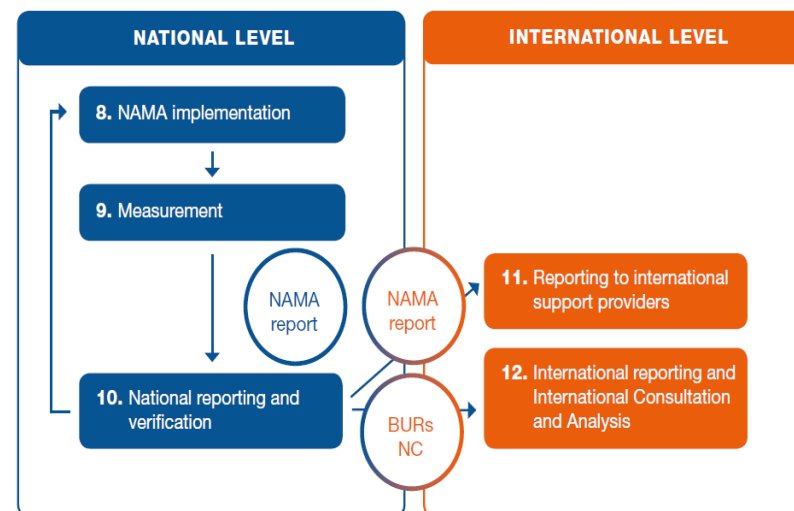 NATIONAL LEVEL
INTERNATIONAL LEVEL
8. NAMA implementation
9. Measurement
NAMA
report
NAMA
report
11. Reporting to international
support providers
10. National reporting and
verification
BURs
NC
12. International reporting and
International Consultation
and Analysis